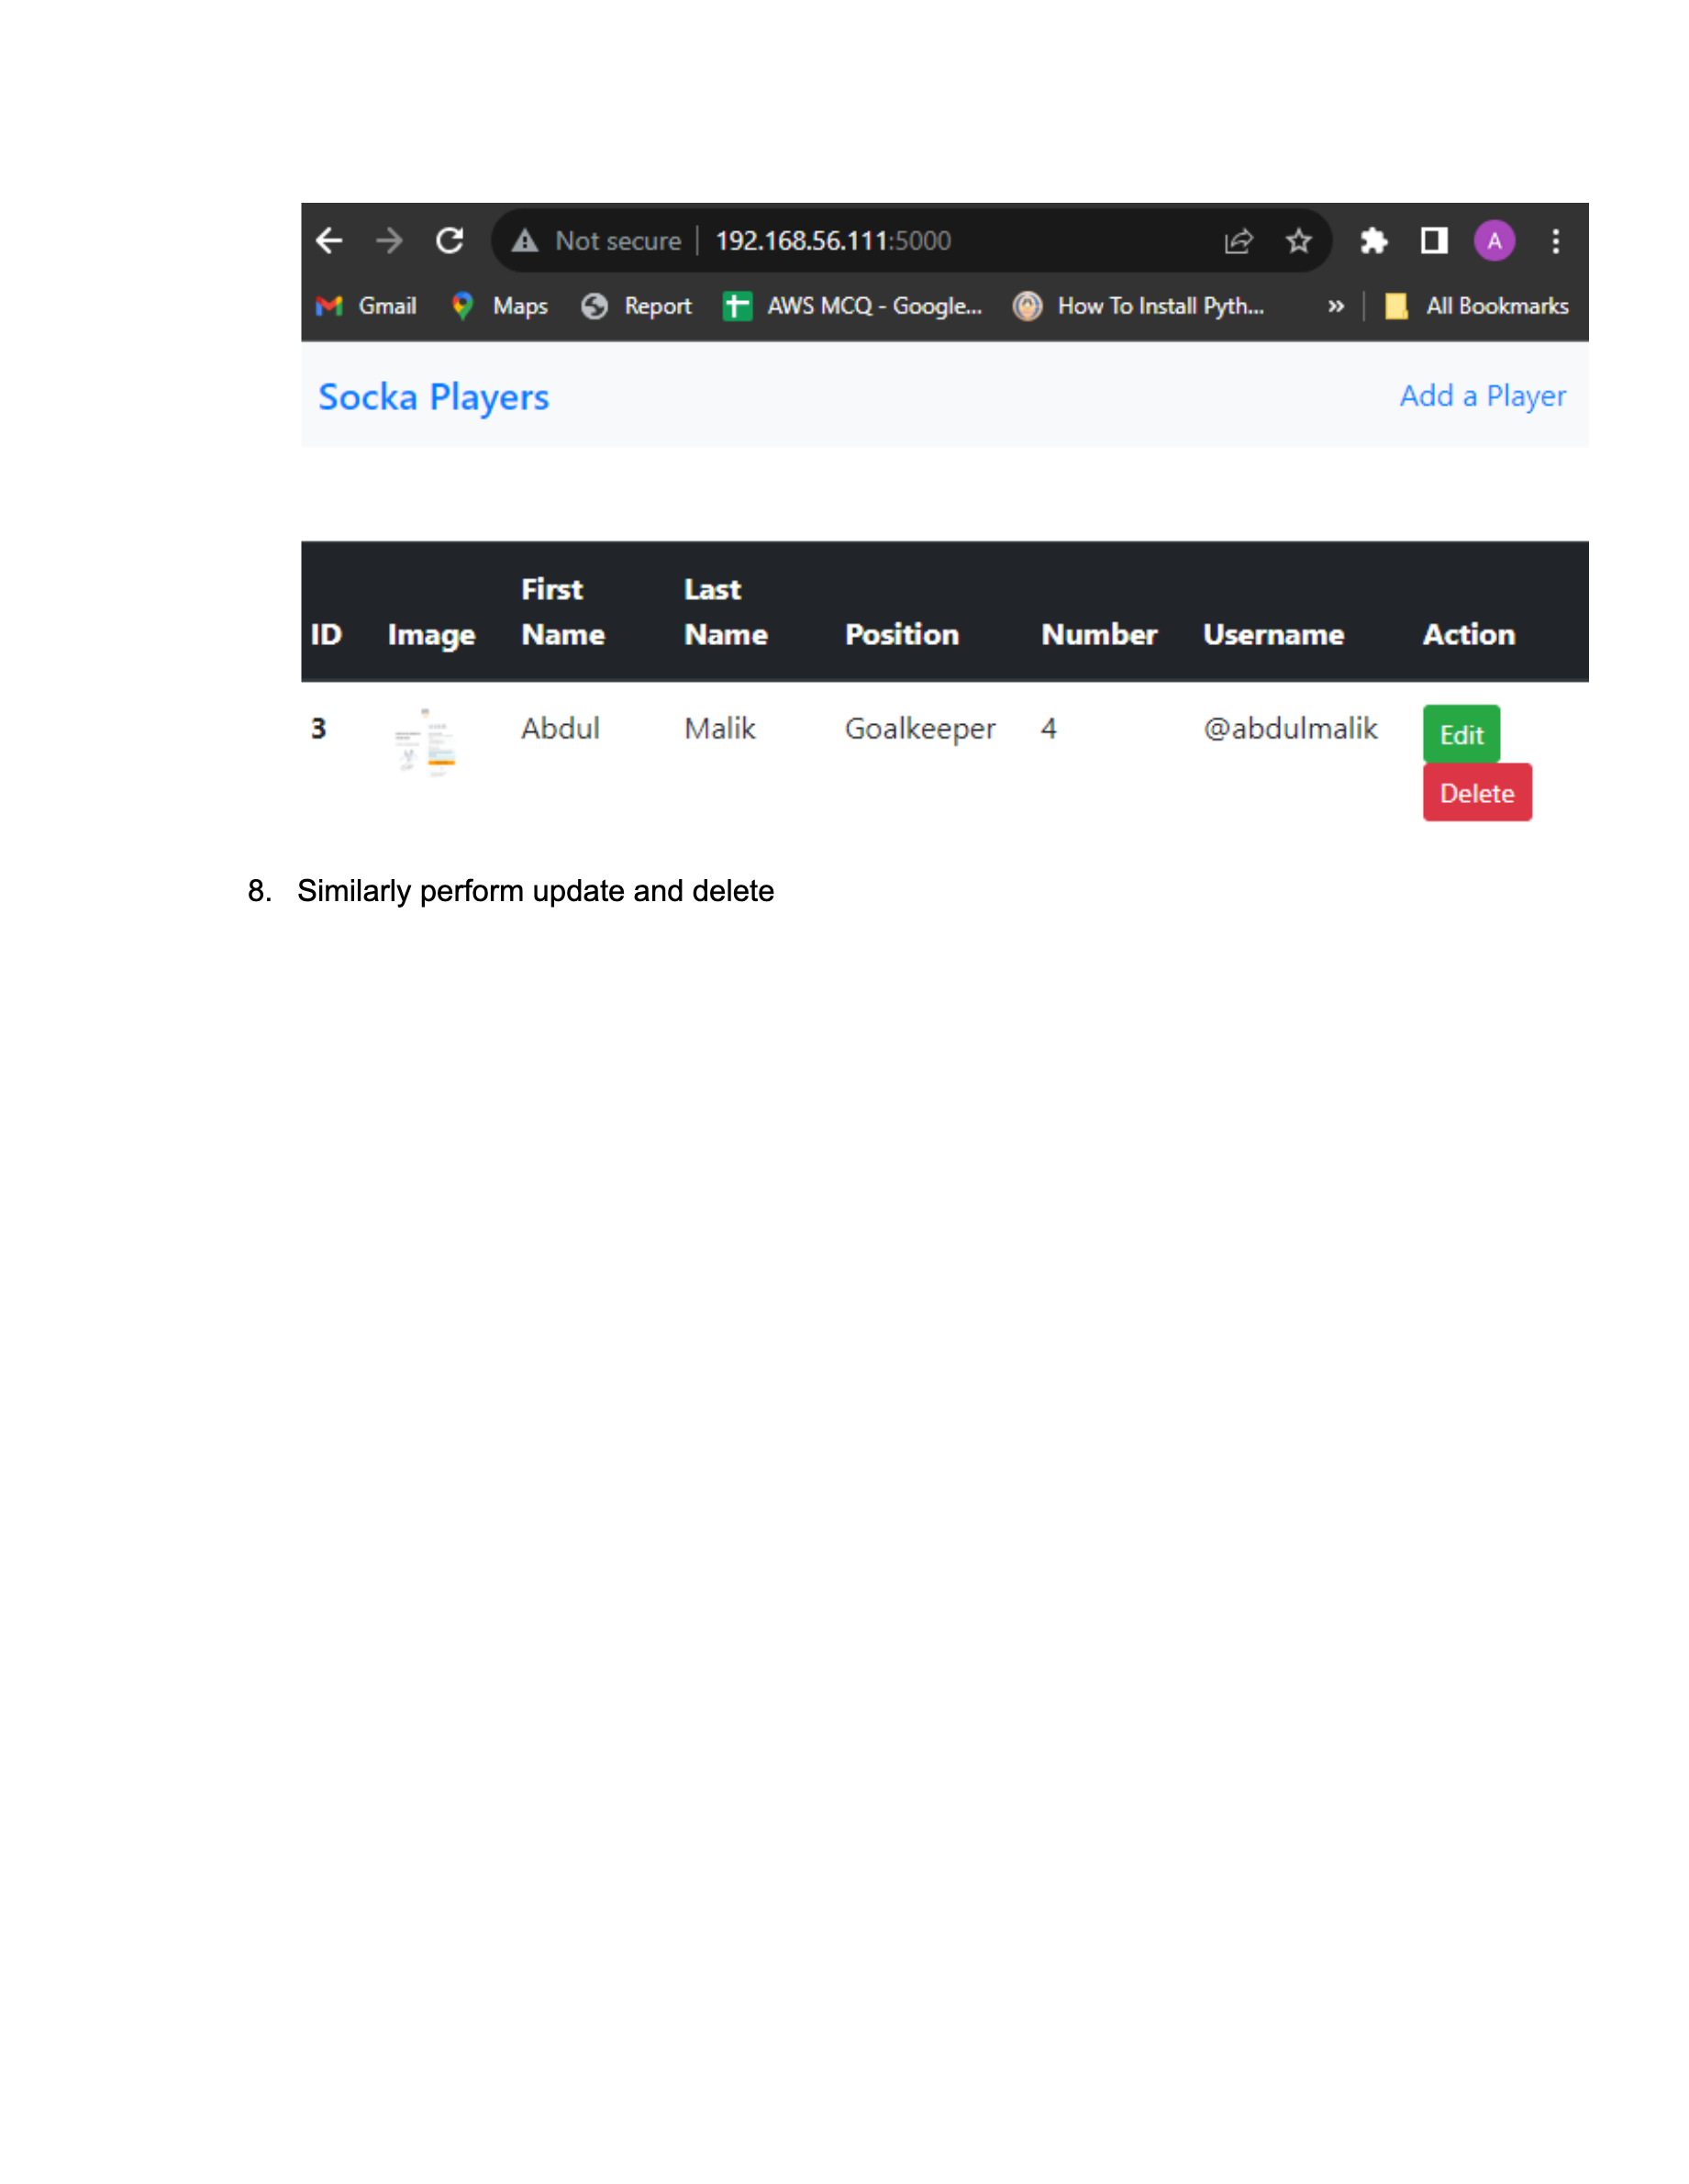 Not secure 192.168.56.111:5000
Gmail Maps Report AWS MCQ - Google... How To Install Pyth... » All Bookmarks
A
Socka Players Add a Player
ID Image First Name Last Name Position Number Username Action
3 Abdul Malik Goalkeeper 4 @abdulmalik Edit
Delete
8. Similarly perform update and delete